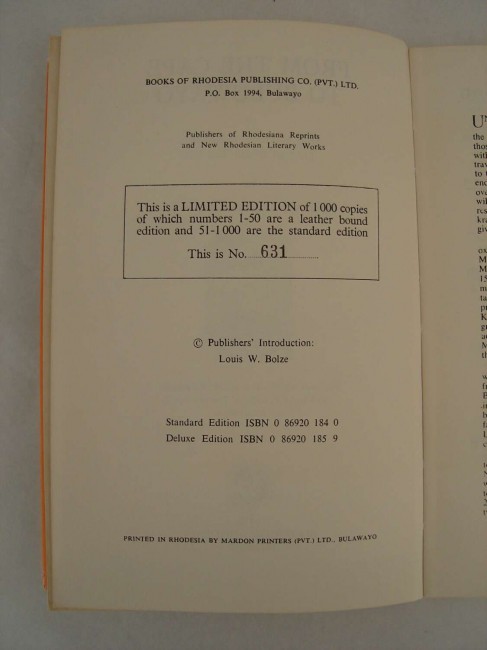 BOOKS OF RHODESIA PUBLISHING CO. (PVT.) LTD.
P.O. Box 1994, Bulawayo
Publishers of Rhodesiana Reprints
and New Rhodesian Literary Works
This is a LIMITED EDITION of 1 000 copies
of which numbers 1-50 are a leather bound
edition and 51-1 000 are the standard edition
This is No. 631
© Publishers' Introduction:
Louis W. Bolze
Standard Edition ISBN 0 86920 184 0
Deluxe Edition ISBN 0 86920 185 9
PRINTED IN RHODESIA BY MARDON PRINTERS (PVT.) LTD., BULAWAYO